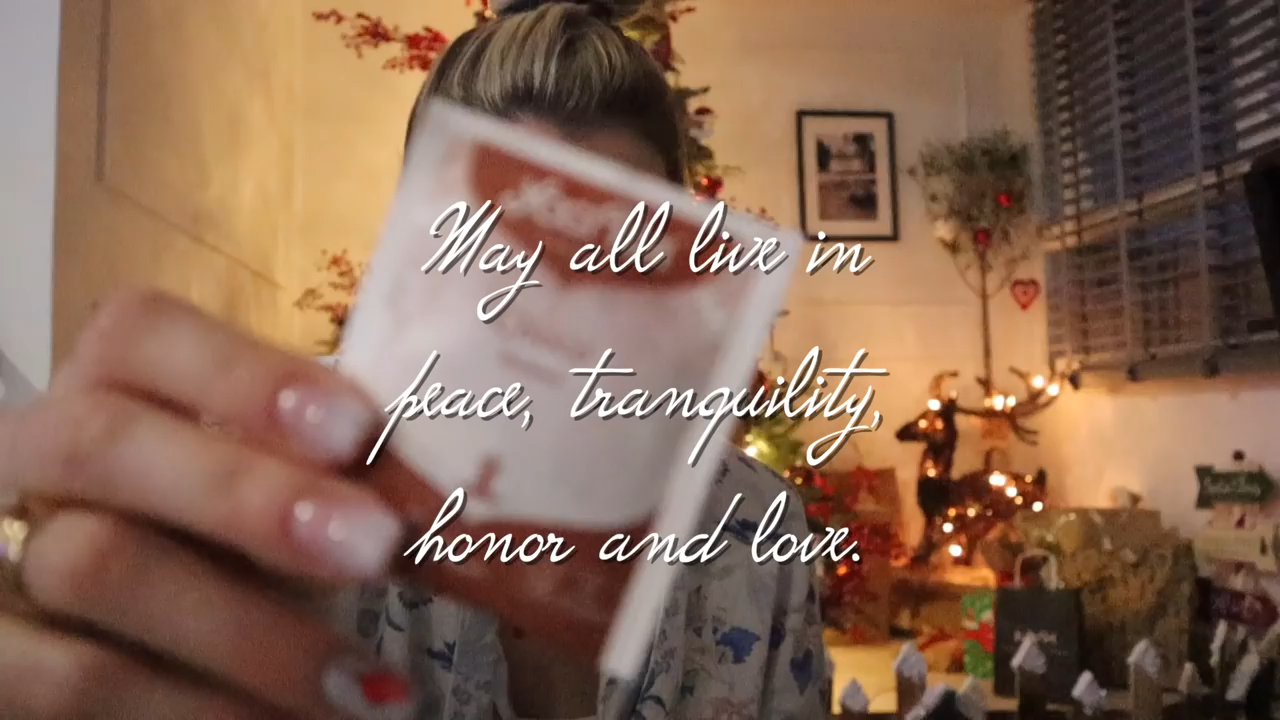 May all live in
peace, tranquility,
honor and love.